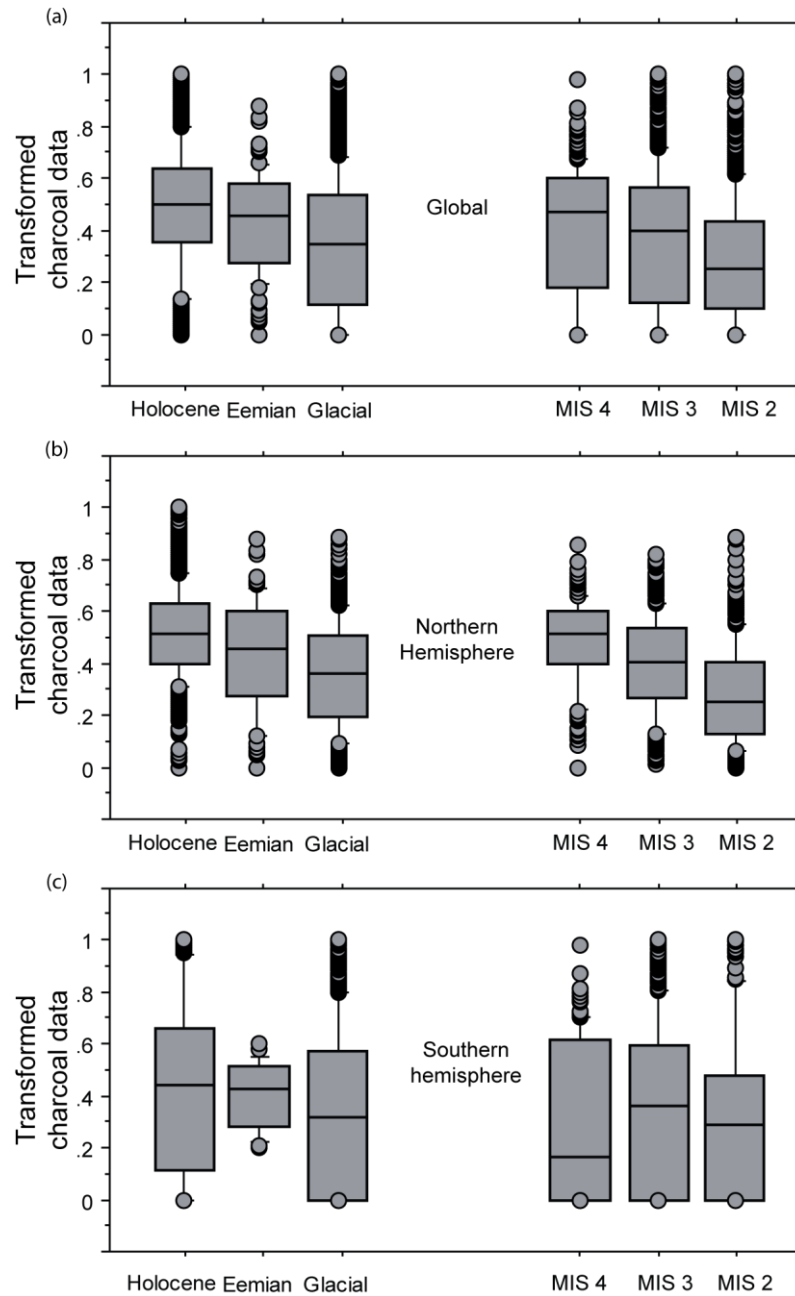 (a)
Transformed
charcoal data
1
.8
.6
.4
.2
0
Global
Holocene Eemian Glacial MIS 4 MIS 3 MIS 2
(b)
Transformed
charcoal data
1
.8
.6
.4
.2
0
Northern
Hemisphere
Holocene Eemian Glacial MIS 4 MIS 3 MIS 2
(c)
Transformed
charcoal data
1
.8
.6
.4
.2
0
Southern
hemisphere
Holocene Eemian Glacial MIS 4 MIS 3 MIS 2